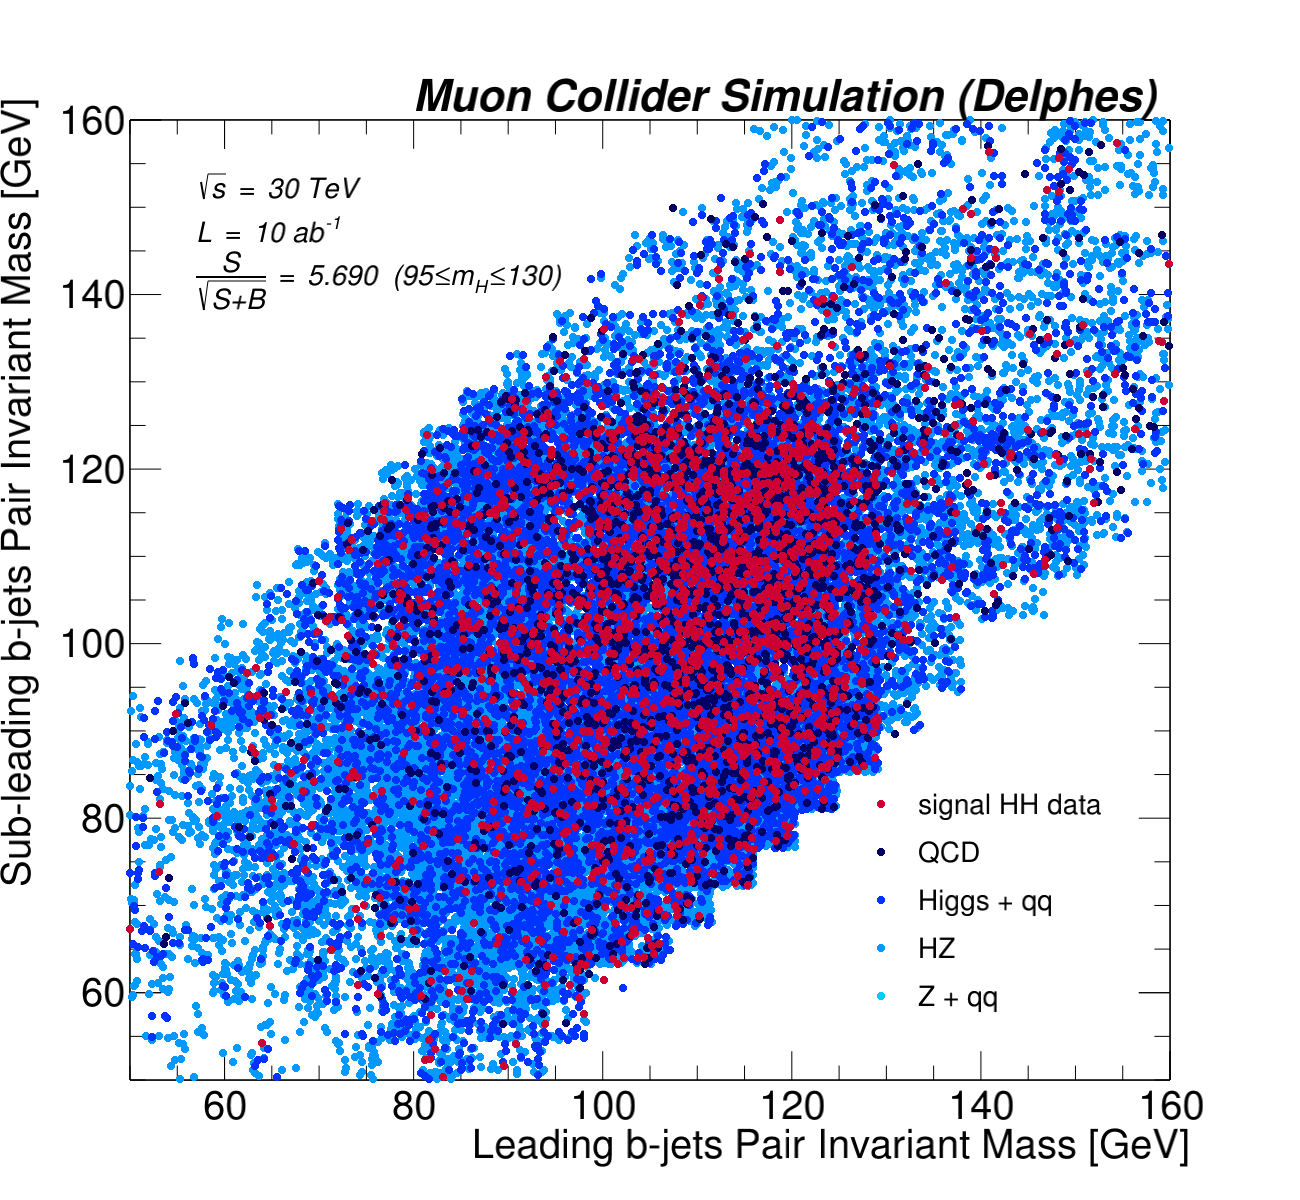 Muon Collider Simulation (Delphes)
√s = 30 TeV
L = 10 ab⁻¹
S
√S+B = 5.690 (95≤m_H≤130)
Sub-leading b-jets Pair Invariant Mass [GeV]
160
140
120
100
80
60
signal HH data
QCD
Higgs + qq
HZ
Z + qq
60 80 100 120 140 160
Leading b-jets Pair Invariant Mass [GeV]